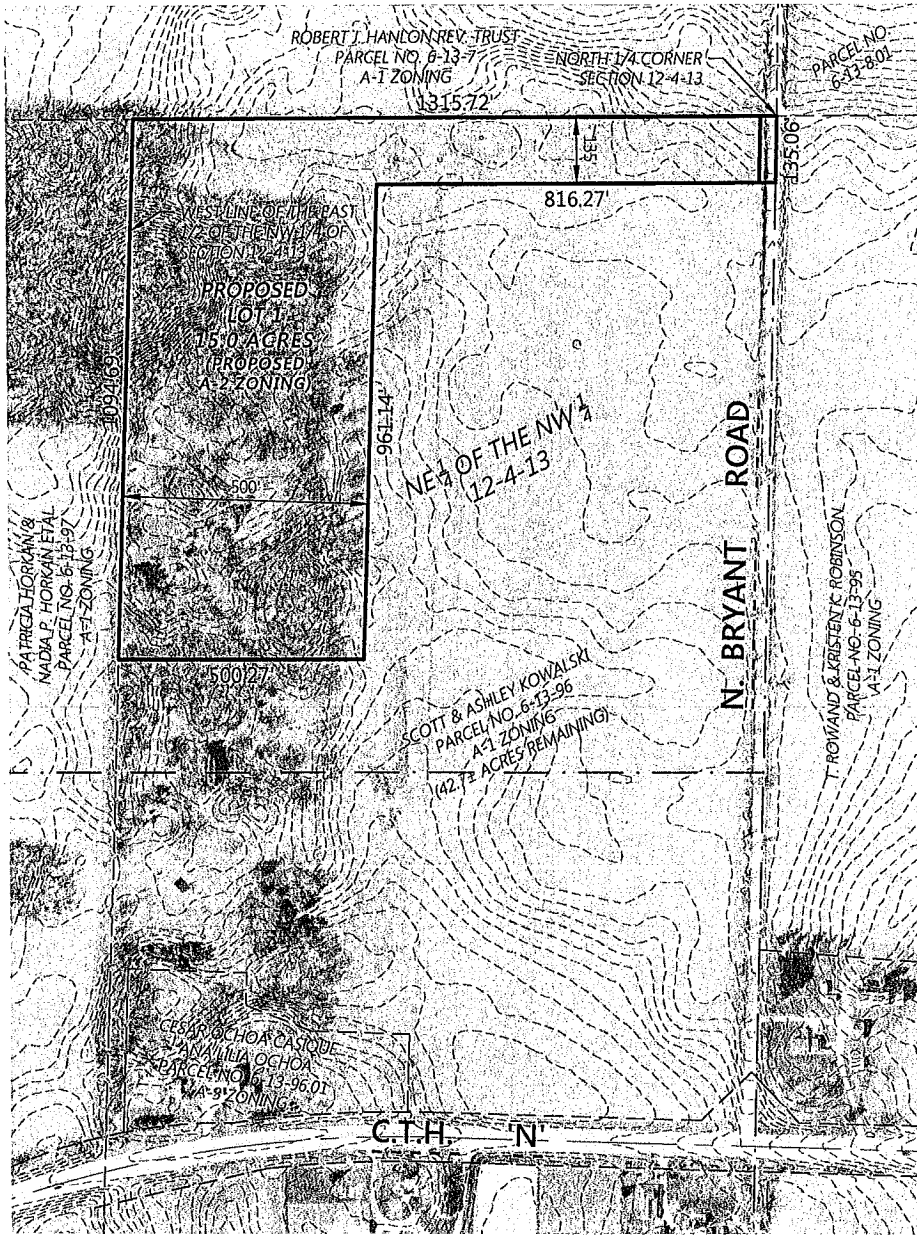 ROBERT J. HANLON REV. TRUST
PARCEL NO. 6-13-7
A-1 ZONING
NORTH 1/4 CORNER
SECTION 12-4-13
PARCEL NO.
6-13-8.01
1315.72'
135'
135.06'
816.27'
WEST LINE OF THE EAST
1/2 OF THE NW 1/4 OF
SECTION 12-4-13
PROPOSED
LOT 1
15.0 ACRES
(PROPOSED
A-2 ZONING)
1094.69'
961.14'
500'
NE 1/4 OF THE NW 1/4
12-4-13
N. BRYANT ROAD
PATRICIA HORKAN &
NADIA P. HORKAN ETAL
PARCEL NO. 6-13-97
A-1 ZONING
T ROWAND & KRISTEN K ROBINSON
PARCEL NO. 6-13-95
A-1 ZONING
500.27'
SCOTT & ASHLEY KOWALSKI
PARCEL NO. 6-13-96
A-1 ZONING
(42.7± ACRES REMAINING)
CESAR OCHOA CASIQUE
ANA LILIA OCHOA
PARCEL NO. 6-13-96.01
A-3 ZONING
C.T.H. 'N'